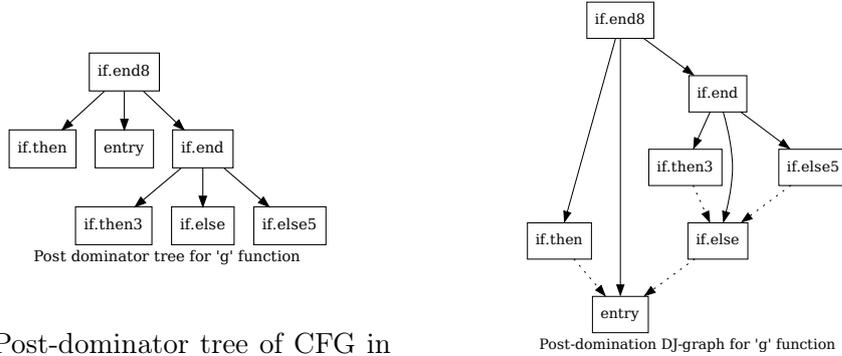 if.end8
if.then
entry
if.end
if.then3
if.else
if.else5
Post dominator tree for 'g' function
Post-dominator tree of CFG in
if.end8
if.end
if.then3
if.else5
if.then
if.else
entry
Post-domination DJ-graph for 'g' function